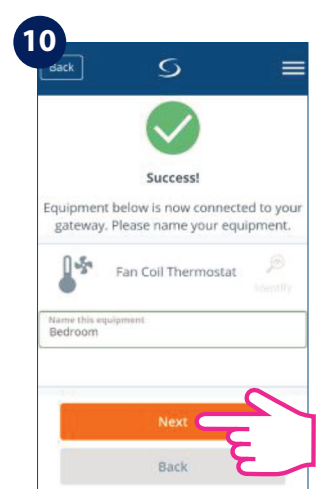 10
Back
Success!
Equipment below is now connected to your
gateway. Please name your equipment.
Fan Coil Thermostat
Identify
Name this equipment
Bedroom
Next
Back